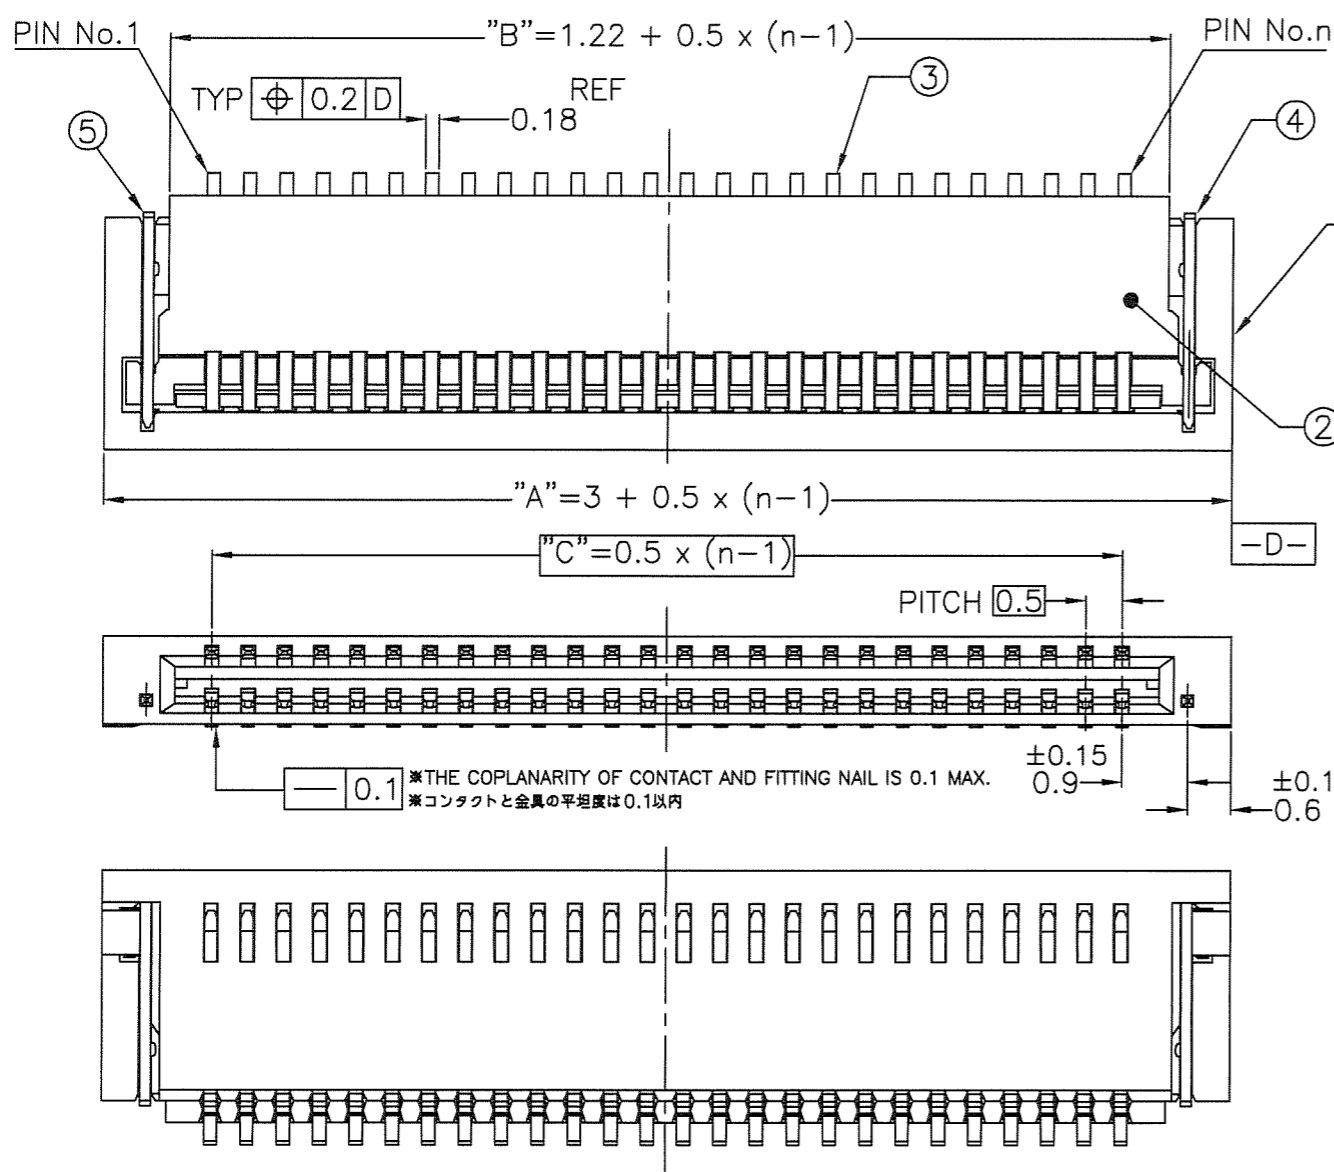 PIN No.1
"B"=1.22 + 0.5 x (n-1)
PIN No.n
TYP ⌖ 0.2 D
REF
0.18
③
④
⑤
②
"A"=3 + 0.5 x (n-1)
-D-
"C"=0.5 x (n-1)
PITCH 0.5
— 0.1
※THE COPLANARITY OF CONTACT AND FITTING NAIL IS 0.1 MAX.
※コンタクトと金具の平坦度は0.1以内
±0.15
0.9
±0.1
0.6